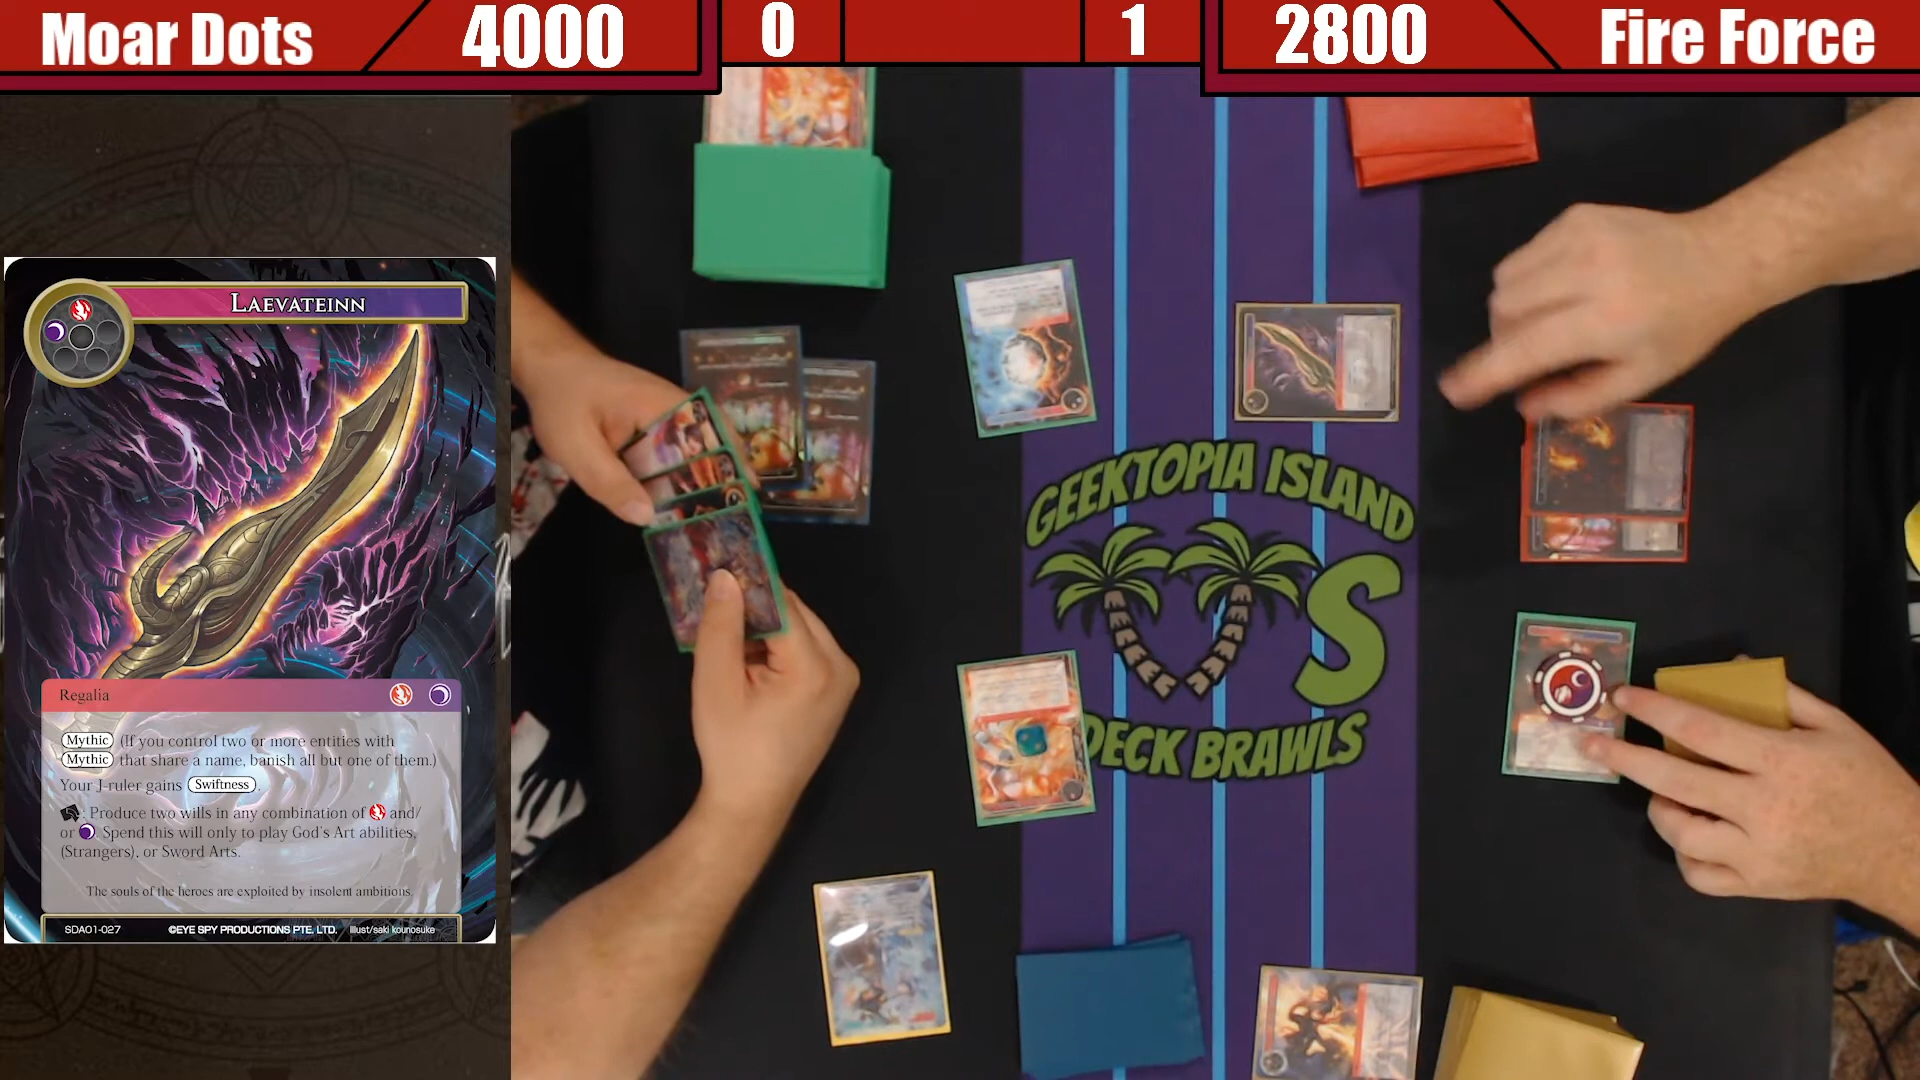 Moar Dots
4000
0
1
2800
Fire Force
LAEVATEINN
Regalia
Mythic (If you control two or more entities with
Mythic that share a name, banish all but one of them.)
Your J-ruler gains Swiftness.
: Produce two wills in any combination of and/
or . Spend this will only to play God's Art abilities,
(Strangers), or Sword Arts.
The souls of the heroes are exploited by insolent ambitions.
SDAO1-027 ©EYE SPY PRODUCTIONS PTE. LTD. Illust/saki kounosuke
GEEKTOPIA ISLAND
S
DECK BRAWLS